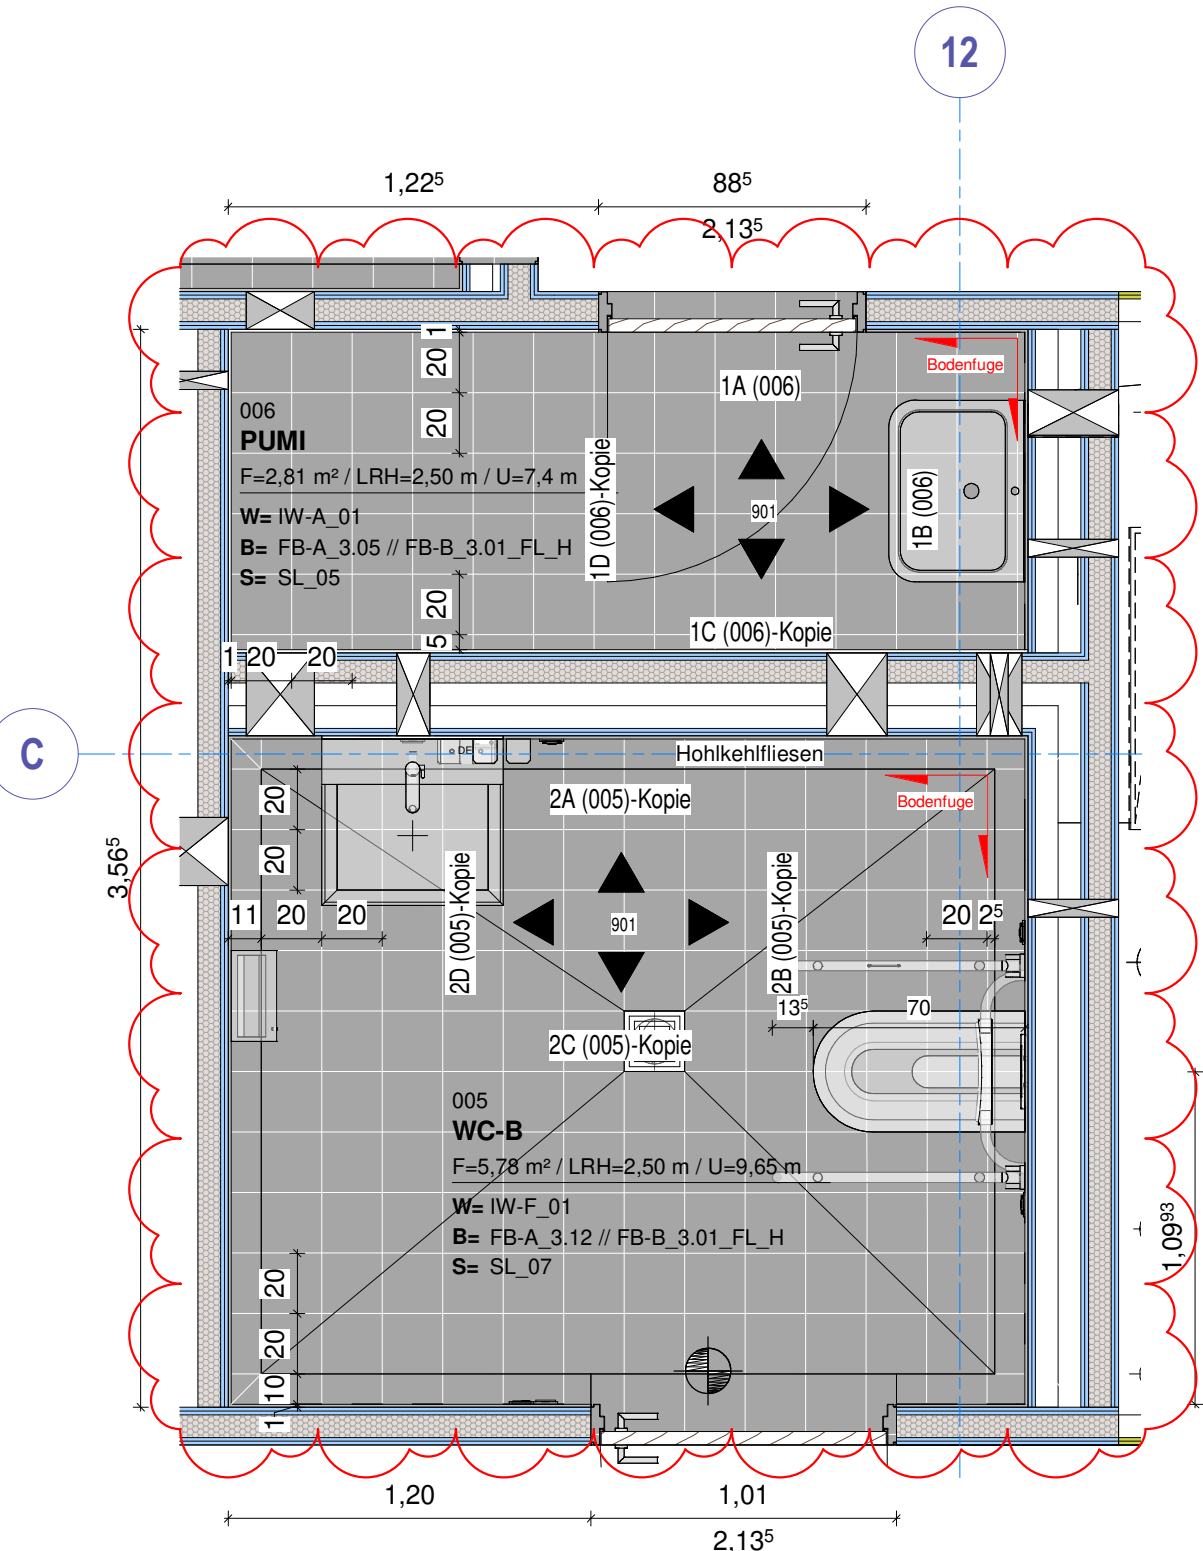 12
1,22⁵
88⁵
2,13⁵
1
20
20
Bodenfuge
1A (006)
006
PUMI
F=2,81 m² / LRH=2,50 m / U=7,4 m
W= IW-A_01
B= FB-A_3.05 // FB-B_3.01_FL_H
S= SL_05
1D (006)-Kopie
901
1B (006)
20
5
1C (006)-Kopie
1 20 20
C
DE
Hohlkehlfliesen
20
2A (005)-Kopie
Bodenfuge
20
3,56⁵
11 20 20
2D (005)-Kopie
901
2B (005)-Kopie
20 2⁵
13⁵
70
2C (005)-Kopie
005
WC-B
F=5,78 m² / LRH=2,50 m / U=9,65 m
W= IW-F_01
B= FB-A_3.12 // FB-B_3.01_FL_H
S= SL_07
1,09⁹³
20
20
10
1
1,20
1,01
2,13⁵